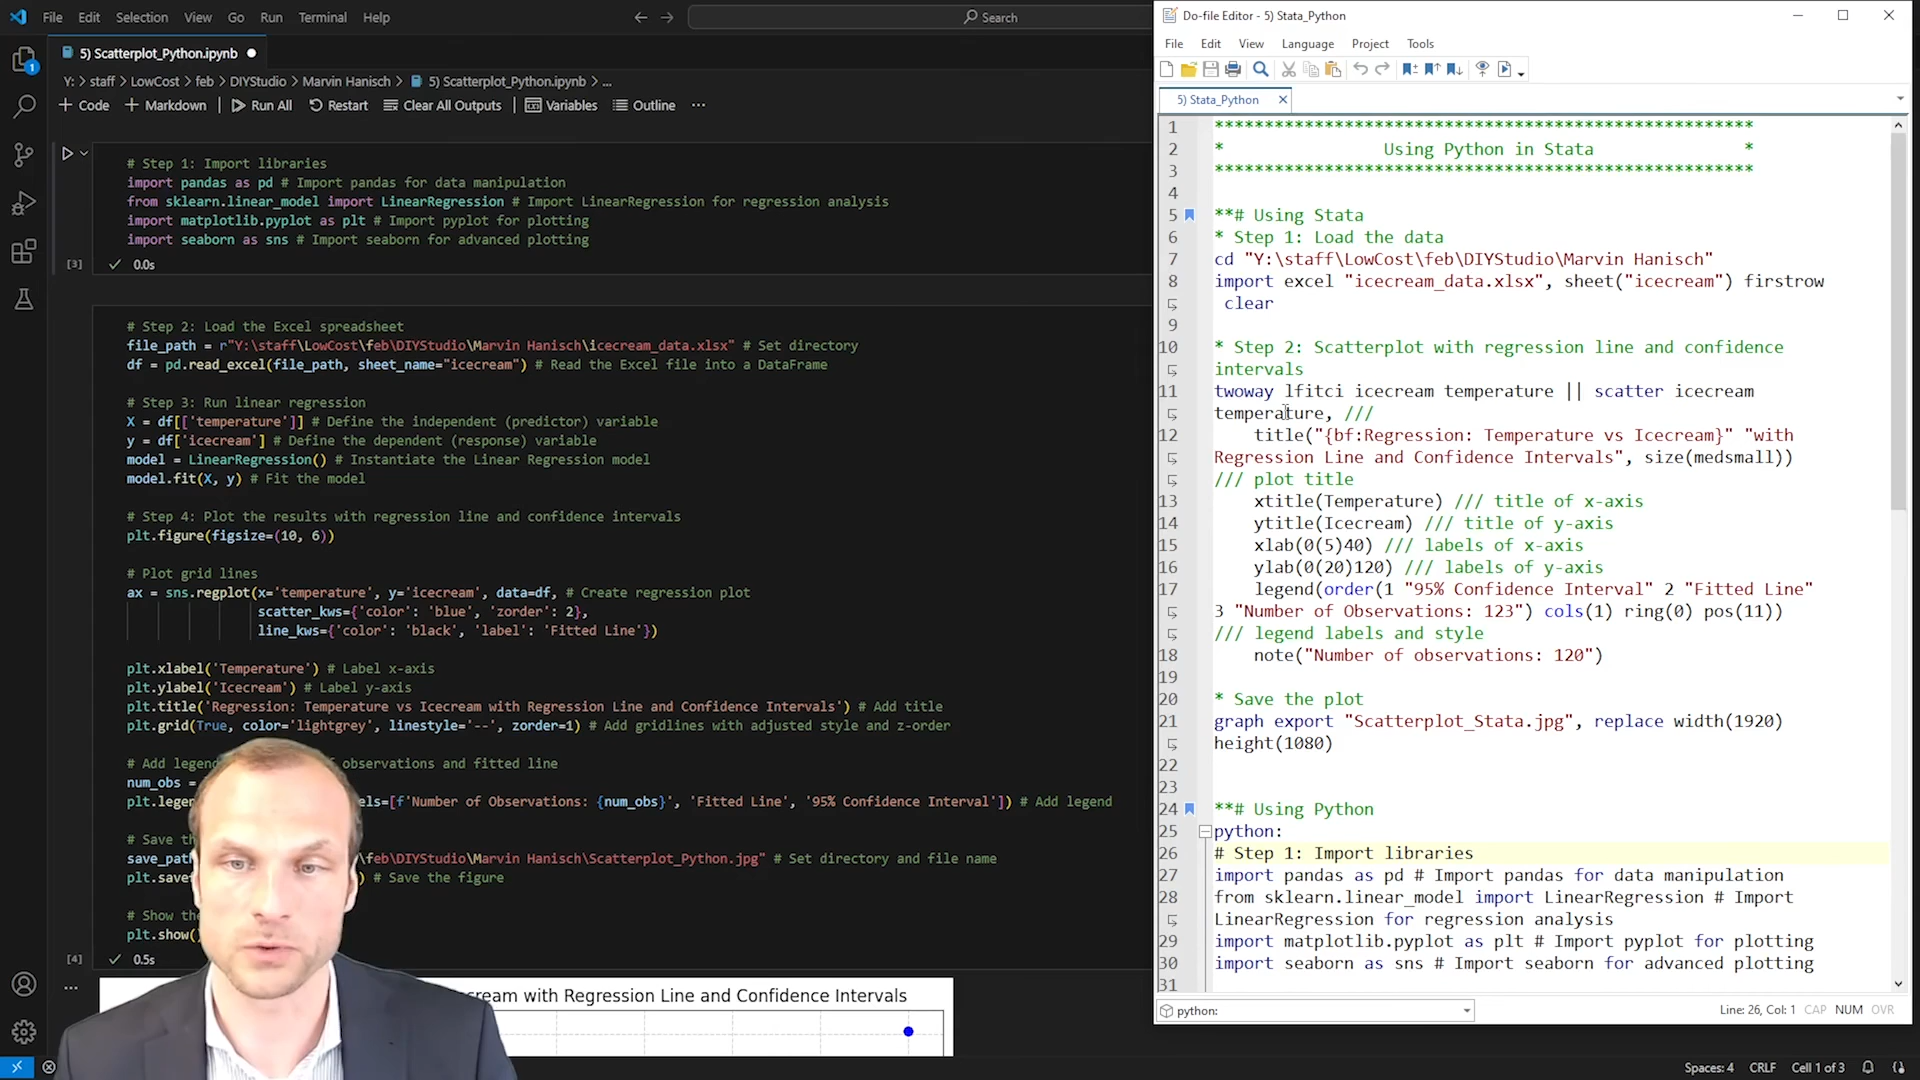 File Edit Selection View Go Run Terminal Help
Search
5) Scatterplot_Python.ipynb
Y: > staff > LowCost > feb > DIYStudio > Marvin Hanisch > 5) Scatterplot_Python.ipynb > ...
+ Code + Markdown Run All Restart Clear All Outputs Variables Outline ...
1
# Step 1: Import libraries
import pandas as pd # Import pandas for data manipulation
from sklearn.linear_model import LinearRegression # Import LinearRegression for regression analysis
import matplotlib.pyplot as plt # Import pyplot for plotting
import seaborn as sns # Import seaborn for advanced plotting
[3] 0.0s
# Step 2: Load the Excel spreadsheet
file_path = r"Y:\staff\LowCost\feb\DIYStudio\Marvin Hanisch\icecream_data.xlsx" # Set directory
df = pd.read_excel(file_path, sheet_name="icecream") # Read the Excel file into a DataFrame
# Step 3: Run linear regression
X = df[['temperature']] # Define the independent (predictor) variable
y = df['icecream'] # Define the dependent (response) variable
model = LinearRegression() # Instantiate the Linear Regression model
model.fit(X, y) # Fit the model
# Step 4: Plot the results with regression line and confidence intervals
plt.figure(figsize=(10, 6))
# Plot grid lines
ax = sns.regplot(x='temperature', y='icecream', data=df, # Create regression plot
scatter_kws={'color': 'blue', 'zorder': 2},
line_kws={'color': 'black', 'label': 'Fitted Line'})
plt.xlabel('Temperature') # Label x-axis
plt.ylabel('Icecream') # Label y-axis
plt.title('Regression: Temperature vs Icecream with Regression Line and Confidence Intervals') # Add title
plt.grid(True, color='lightgrey', linestyle='--', zorder=1) # Add gridlines with adjusted style and z-order
# Add legend of observations and fitted line
num_obs =
plt.legen els=[f'Number of Observations: {num_obs}', 'Fitted Line', '95% Confidence Interval']) # Add legend
# Save th
save_path \feb\DIYStudio\Marvin Hanisch\Scatterplot_Python.jpg" # Set directory and file name
plt.save ) # Save the figure
# Show the
plt.show()
[4] 0.5s
...
cream with Regression Line and Confidence Intervals
Spaces: 4 CRLF Cell 1 of 3
Do-file Editor - 5) Stata_Python
File Edit View Language Project Tools
5) Stata_Python
1 ******************************************************
2 * Using Python in Stata *
3 ******************************************************
4
5 **# Using Stata
6 * Step 1: Load the data
7 cd "Y:\staff\LowCost\feb\DIYStudio\Marvin Hanisch"
8 import excel "icecream_data.xlsx", sheet("icecream") firstrow
clear
9
10 * Step 2: Scatterplot with regression line and confidence
intervals
11 twoway lfitci icecream temperature || scatter icecream
temperature, ///
12 title("{bf:Regression: Temperature vs Icecream}" "with
Regression Line and Confidence Intervals", size(medsmall))
/// plot title
13 xtitle(Temperature) /// title of x-axis
14 ytitle(Icecream) /// title of y-axis
15 xlab(0(5)40) /// labels of x-axis
16 ylab(0(20)120) /// labels of y-axis
17 legend(order(1 "95% Confidence Interval" 2 "Fitted Line"
3 "Number of Observations: 123") cols(1) ring(0) pos(11))
/// legend labels and style
18 note("Number of observations: 120")
19
20 * Save the plot
21 graph export "Scatterplot_Stata.jpg", replace width(1920)
height(1080)
22
23
24 **# Using Python
25 python:
26 # Step 1: Import libraries
27 import pandas as pd # Import pandas for data manipulation
28 from sklearn.linear_model import LinearRegression # Import
LinearRegression for regression analysis
29 import matplotlib.pyplot as plt # Import pyplot for plotting
30 import seaborn as sns # Import seaborn for advanced plotting
31
python:
Line: 26, Col: 1 CAP NUM OVR